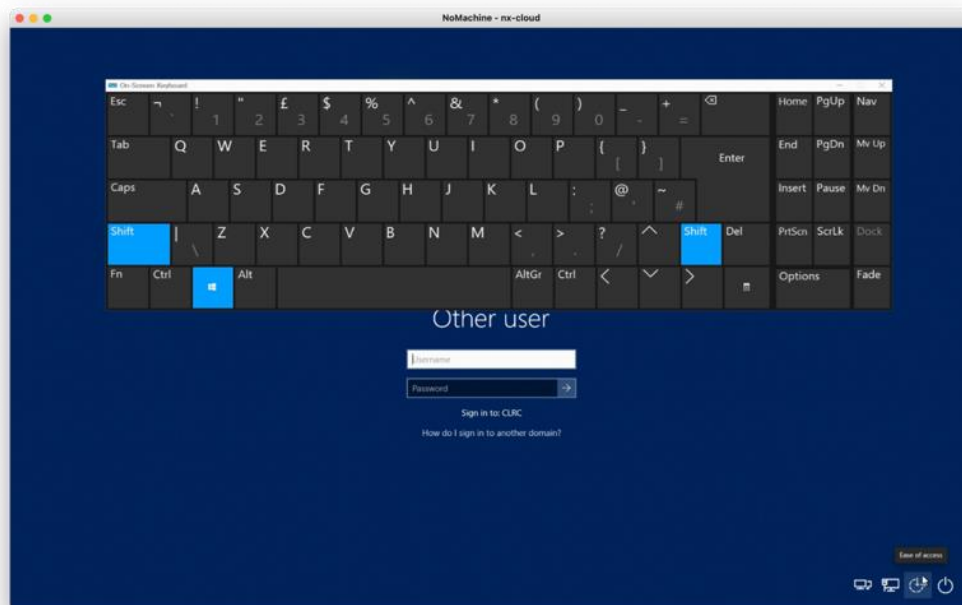 NoMachine - nx-cloud
On-Screen Keyboard
Esc ¬ ` ! 1 " 2 £ 3 $ 4 % 5 ^ 6 & 7 * 8 ( 9 ) 0 _ - + = Home PgUp Nav
Tab Q W E R T Y U I O P { [ } ] Enter End PgDn Mv Up
Caps A S D F G H J K L : ; @ ' ~ # Insert Pause Mv Dn
Shift | \ Z X C V B N M < , > . ? / Shift Del PrtScn ScrLk Dock
Fn Ctrl Alt AltGr Ctrl Options Fade
Other user
Username
Password
Sign in to: CLRC
How do I sign in to another domain?
Ease of access